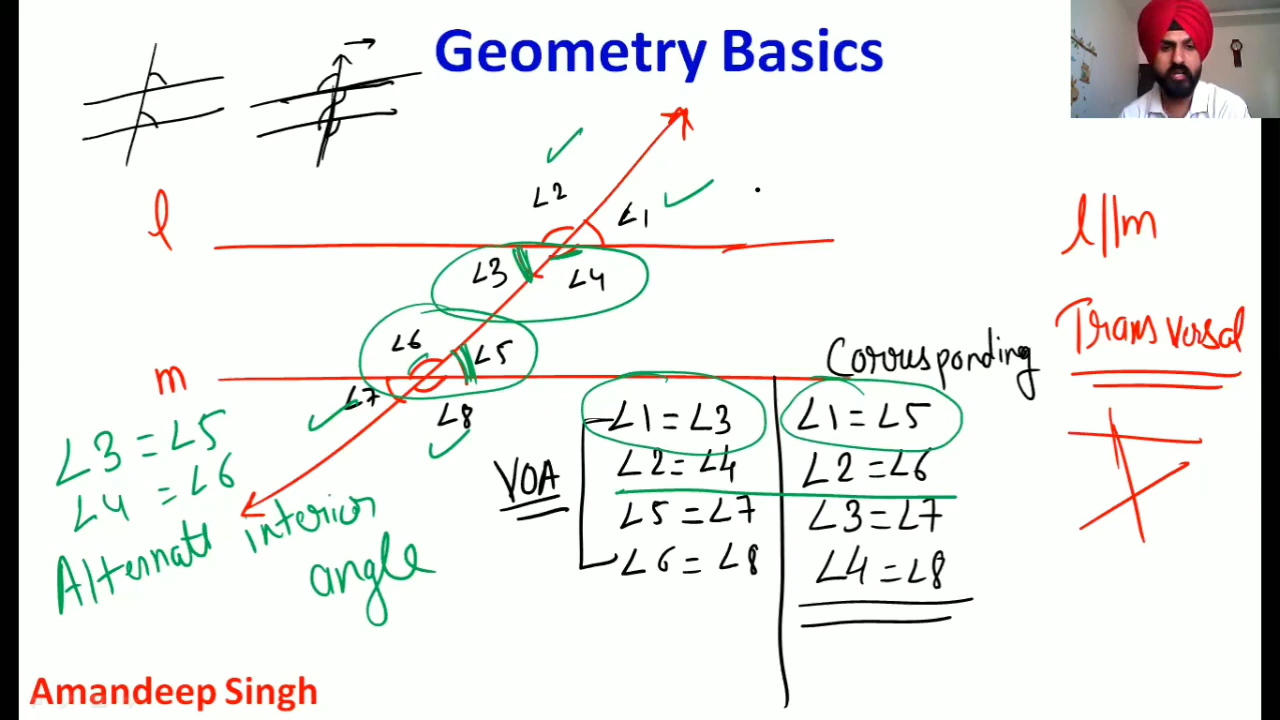 Geometry Basics
∠2
∠1
l
l||m
∠3
∠4
Transversal
∠6
∠5
Corrusponding
m
∠7
∠8
∠1=∠3
∠1=∠5
∠3=∠5
∠2=∠4
∠2=∠6
∠4=∠6
VOA
∠5=∠7
∠3=∠7
Alternate interior
angle
∠6=∠8
∠4=∠8
Amandeep Singh